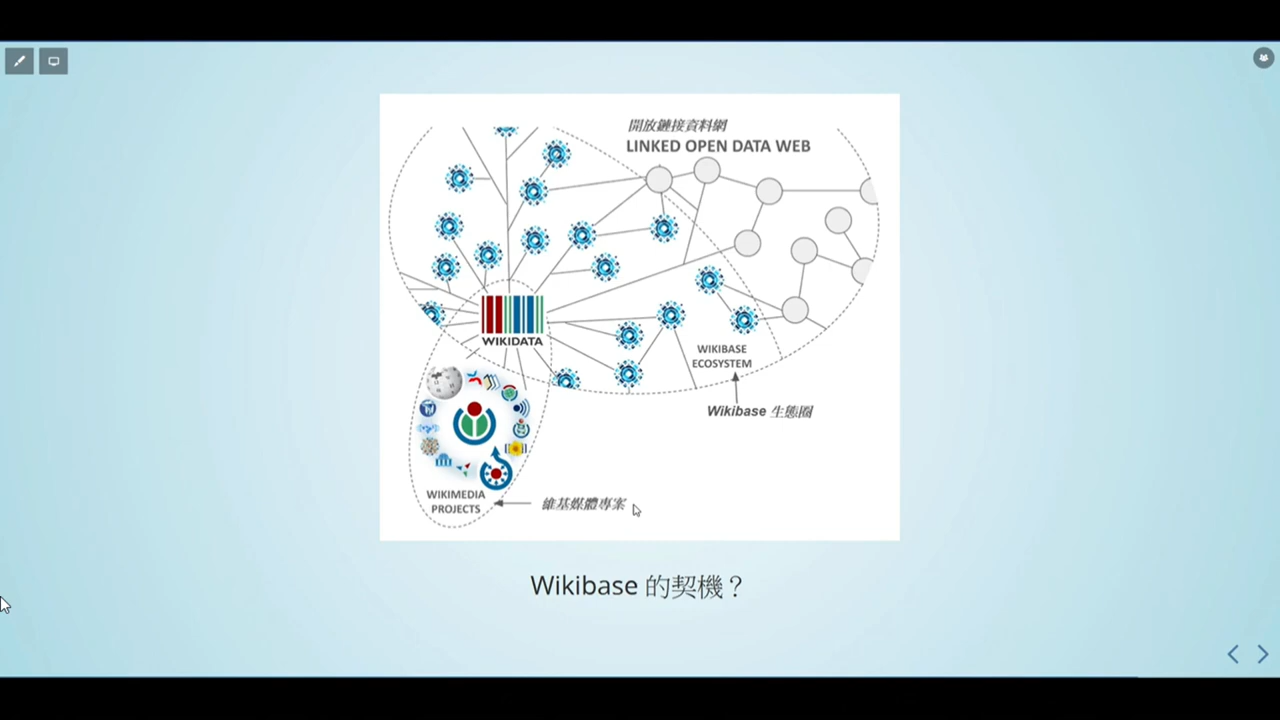 開放鏈接資料網
LINKED OPEN DATA WEB
WIKIDATA
WIKIBASE
ECOSYSTEM
Wikibase 生態圈
WIKIMEDIA
PROJECTS
維基媒體專案
Wikibase 的契機？